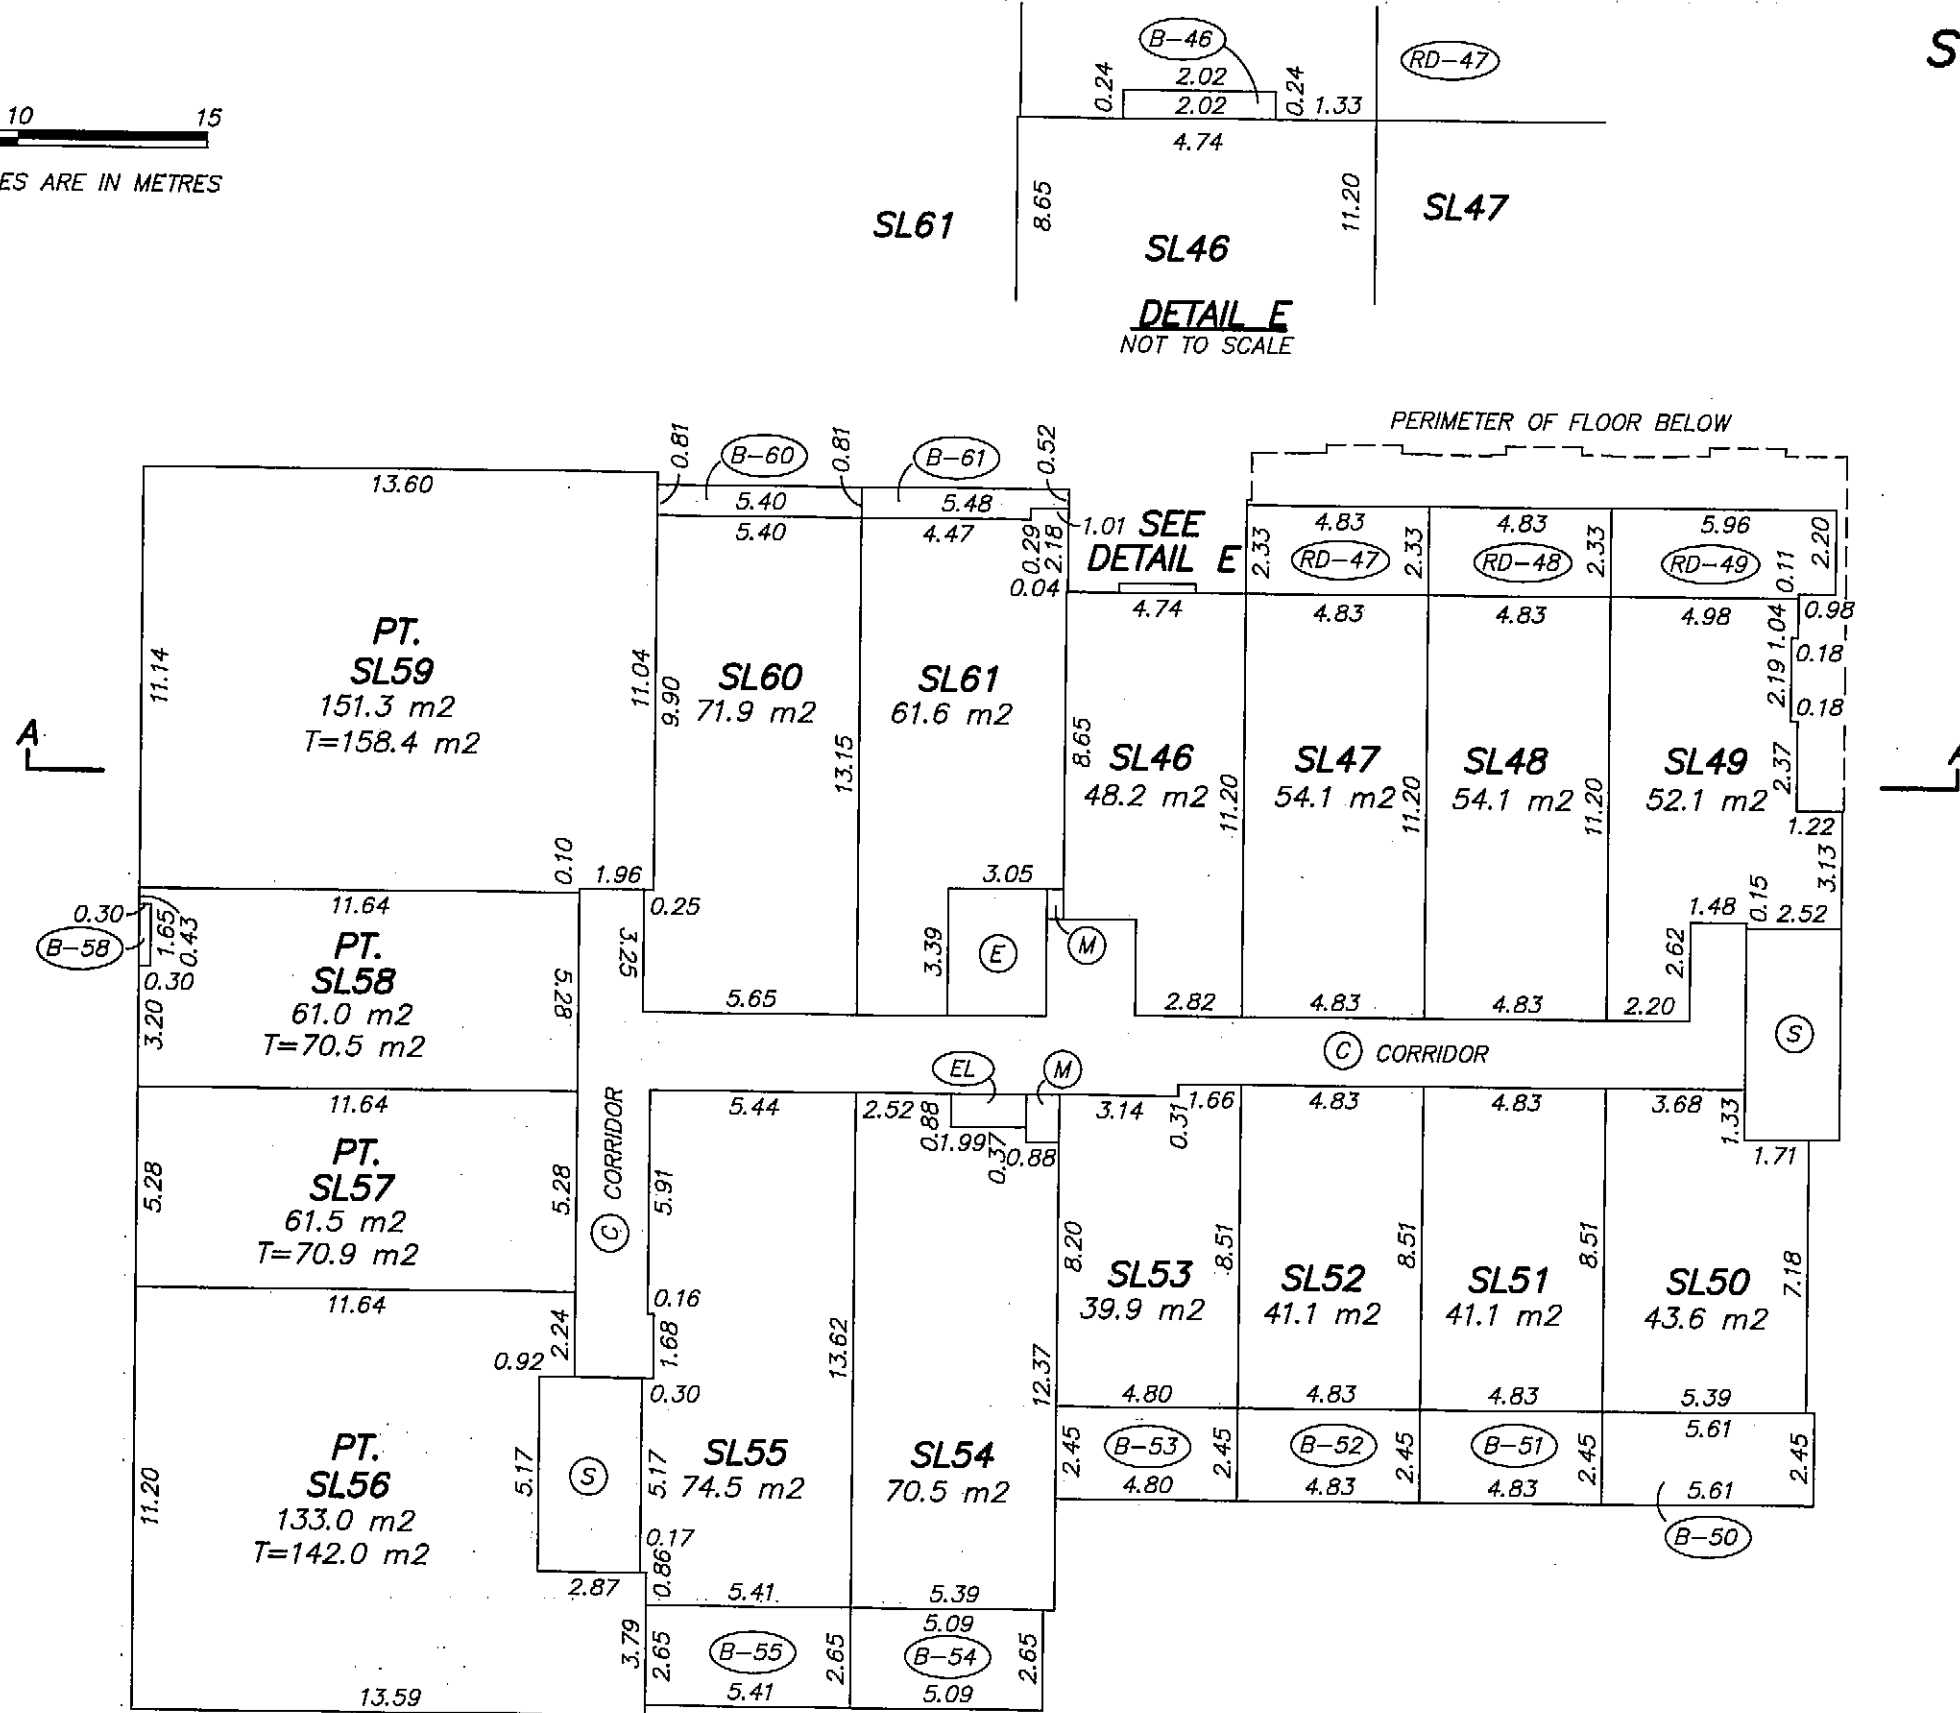 S
10 15
ES ARE IN METRES
B-46
RD-47
0.24
2.02
0.24
2.02
1.33
4.74
8.65
11.20
SL61
SL46
SL47
DETAIL E
NOT TO SCALE
PERIMETER OF FLOOR BELOW
13.60
0.81
B-60
0.81
B-61
0.52
5.40
5.48
5.40
4.47
0.29
2.18
1.01
0.04
SEE
DETAIL E
4.74
2.33
4.83
RD-47
2.33
4.83
RD-48
2.33
5.96
RD-49
0.11
2.20
4.83
4.83
4.98
1.04
0.98
0.18
2.19
0.18
2.37
1.22
3.13
11.14
PT.
SL59
151.3 m2
T=158.4 m2
11.04
9.90
SL60
71.9 m2
13.15
SL61
61.6 m2
8.65
SL46
48.2 m2
11.20
SL47
54.1 m2
11.20
SL48
54.1 m2
11.20
SL49
52.1 m2
A
A
0.10
1.96
0.25
3.25
5.65
3.05
3.39
E
M
2.82
4.83
4.83
2.20
2.62
1.48
0.15
2.52
S
11.64
0.30
B-58
1.65
0.43
0.30
3.20
PT.
SL58
61.0 m2
T=70.5 m2
5.28
C CORRIDOR
EL
M
11.64
5.28
PT.
SL57
61.5 m2
T=70.9 m2
5.28
C CORRIDOR
5.44
5.91
0.16
1.68
0.30
2.52
0.88
1.99
0.37
0.88
3.14
0.31
1.66
4.83
4.83
3.68
1.33
1.71
8.20
SL53
39.9 m2
8.51
SL52
41.1 m2
8.51
SL51
41.1 m2
8.51
SL50
43.6 m2
7.18
11.64
2.24
0.92
11.20
PT.
SL56
133.0 m2
T=142.0 m2
5.17
S
5.17
0.17
0.86
2.87
3.79
13.59
SL55
74.5 m2
13.62
SL54
70.5 m2
12.37
4.80
4.83
4.83
5.39
2.45
B-53
2.45
B-52
2.45
B-51
2.45
5.61
2.45
4.80
4.83
4.83
5.61
B-50
5.41
5.39
5.09
2.65
B-55
2.65
B-54
2.65
5.41
5.09